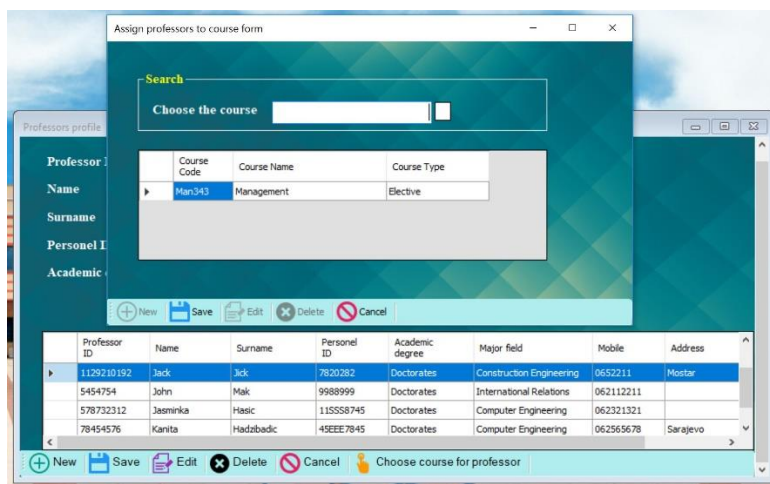 Assign professors to course form
Search
Choose the course
Course Code Course Name Course Type
Man343 Management Elective
New Save Edit Delete Cancel
Professors profile
Professor
Name
Surname
Personel
Academic
Professor ID Name Surname Personel ID Academic degree Major field Mobile Address
1129210192 Jack Jick 7820282 Doctorates Construction Engineering 0652211 Mostar
5454754 John Mak 9988999 Doctorates International Relations 062112211
578732312 Jasminka Hasic 11SSS8745 Doctorates Computer Engineering 062321321
78454576 Kanita Hadzibadic 45EEE7845 Doctorates Computer Engineering 062565678 Sarajevo
New Save Edit Delete Cancel Choose course for professor